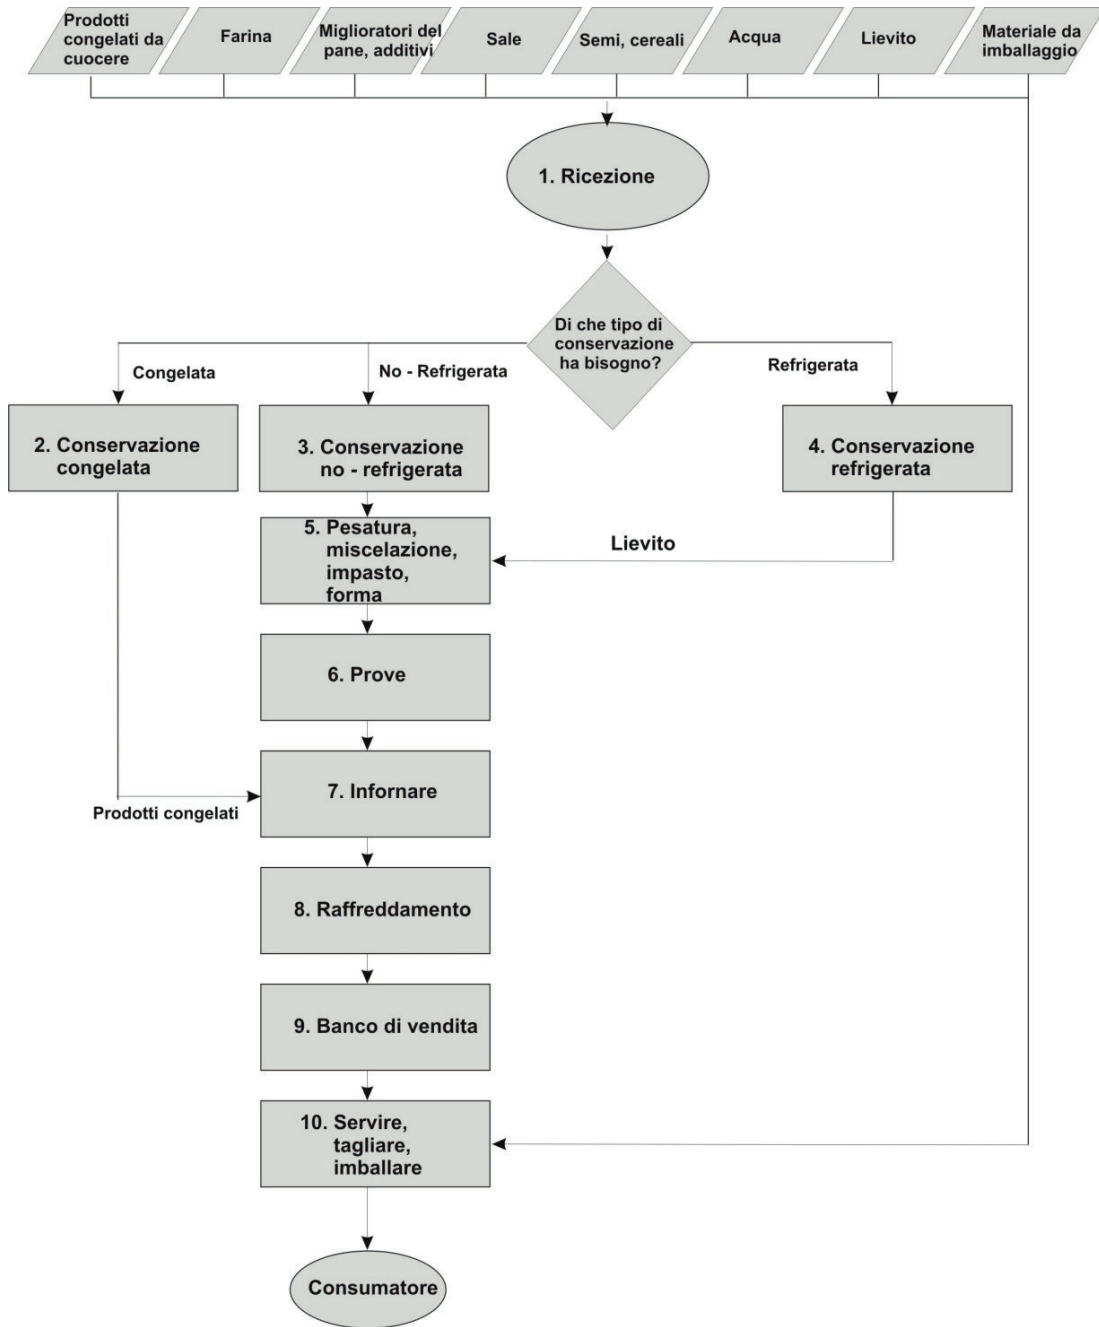 Prodotti
congelati da
cuocere
Farina
Miglioratori del
pane, additivi
Sale
Semi, cereali
Acqua
Lievito
Materiale da
imballaggio
1. Ricezione
Di che tipo di
conservazione
ha bisogno?
Congelata
No - Refrigerata
Refrigerata
2. Conservazione
congelata
3. Conservazione
no - refrigerata
4. Conservazione
refrigerata
5. Pesatura,
miscelazione,
impasto,
forma
Lievito
6. Prove
7. Infornare
Prodotti congelati
8. Raffreddamento
9. Banco di vendita
10. Servire,
tagliare,
imballare
Consumatore